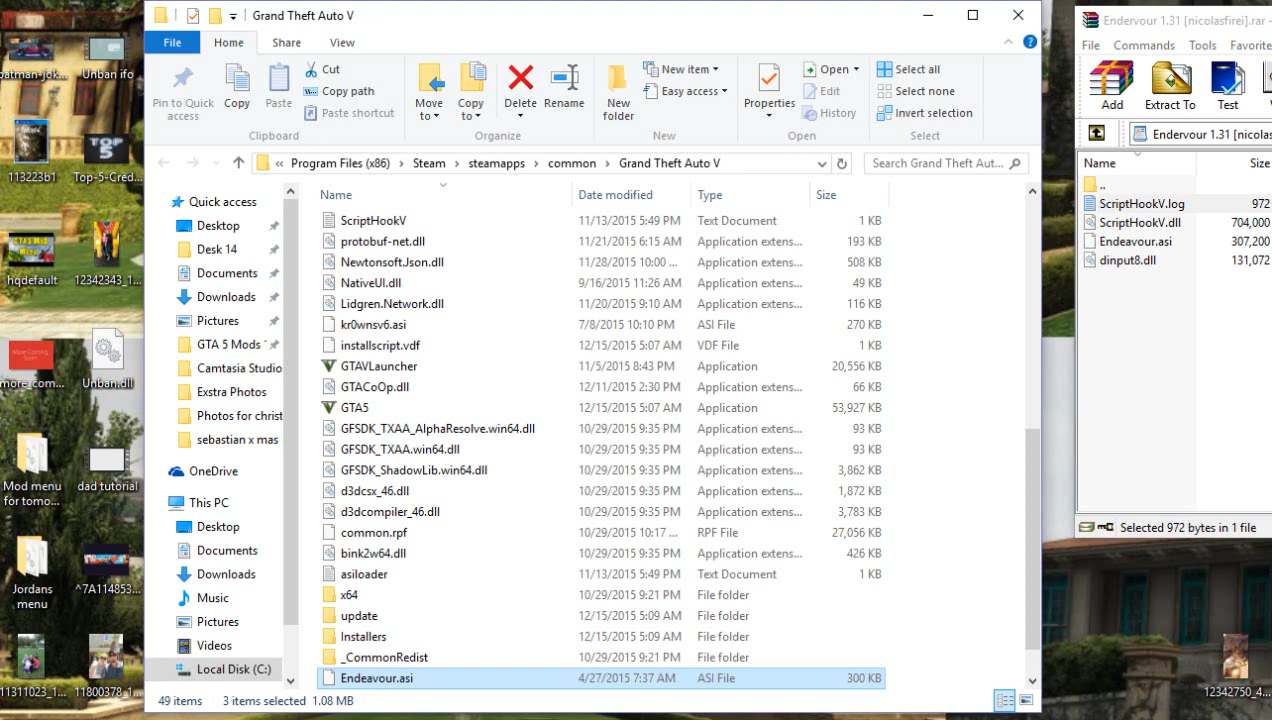 Grand Theft Auto V
File Home Share View
Pin to Quick access
Copy
Paste
Cut
Copy path
Paste shortcut
Clipboard
Move to
Copy to
Delete
Rename
Organize
New folder
New item
Easy access
New
Properties
Open
Edit
History
Open
Select all
Select none
Invert selection
Select
« Program Files (x86) > Steam > steamapps > common > Grand Theft Auto V
Search Grand Theft Aut...
Quick access
Desktop
Desk 14
Documents
Downloads
Pictures
GTA 5 Mods
Camtasia Studio
Exstra Photos
Photos for christ
sebastian x mas
OneDrive
This PC
Desktop
Documents
Downloads
Music
Pictures
Videos
Local Disk (C:)
Name Date modified Type Size
ScriptHookV 11/13/2015 5:49 PM Text Document 1 KB
protobuf-net.dll 11/21/2015 6:15 AM Application extens... 193 KB
Newtonsoft.Json.dll 11/28/2015 10:00 ... Application extens... 508 KB
NativeUI.dll 9/16/2015 11:26 AM Application extens... 49 KB
Lidgren.Network.dll 11/20/2015 9:10 AM Application extens... 116 KB
kr0wnsv6.asi 7/8/2015 10:10 PM ASI File 270 KB
installscript.vdf 12/15/2015 5:07 AM VDF File 1 KB
GTAVLauncher 11/5/2015 8:43 PM Application 20,556 KB
GTACoOp.dll 12/11/2015 2:30 PM Application extens... 66 KB
GTA5 12/15/2015 5:07 AM Application 53,927 KB
GFSDK_TXAA_AlphaResolve.win64.dll 10/29/2015 9:35 PM Application extens... 93 KB
GFSDK_TXAA.win64.dll 10/29/2015 9:35 PM Application extens... 93 KB
GFSDK_ShadowLib.win64.dll 10/29/2015 9:35 PM Application extens... 3,862 KB
d3dcsx_46.dll 10/29/2015 9:35 PM Application extens... 1,872 KB
d3dcompiler_46.dll 10/29/2015 9:35 PM Application extens... 3,783 KB
common.rpf 10/29/2015 10:17 ... RPF File 27,056 KB
bink2w64.dll 10/29/2015 9:35 PM Application extens... 426 KB
asiloader 11/13/2015 5:49 PM Text Document 1 KB
x64 10/29/2015 9:21 PM File folder
update 12/15/2015 5:09 AM File folder
Installers 12/15/2015 5:09 AM File folder
_CommonRedist 10/29/2015 9:21 PM File folder
Endeavour.asi 4/27/2015 7:37 AM ASI File 300 KB
49 items 3 items selected 1.08 MB
Endervour 1.31 [nicolasfirei].rar -
File Commands Tools Favorite
Add Extract To Test
Endervour 1.31 [nicolas
Name Size
..
ScriptHookV.log 972
ScriptHookV.dll 704,000
Endeavour.asi 307,200
dinput8.dll 131,072
Selected 972 bytes in 1 file
batman-jok... Unban ifo
TOP 5
113223b1 Top-5-Cred...
hqdefault 12342343_1...
more_com... Unban.dll
Mod menu for tomo...
dad tutorial
Jordans menu
^7A114853...
11311023_1... 11800378_1...
12342750_4...